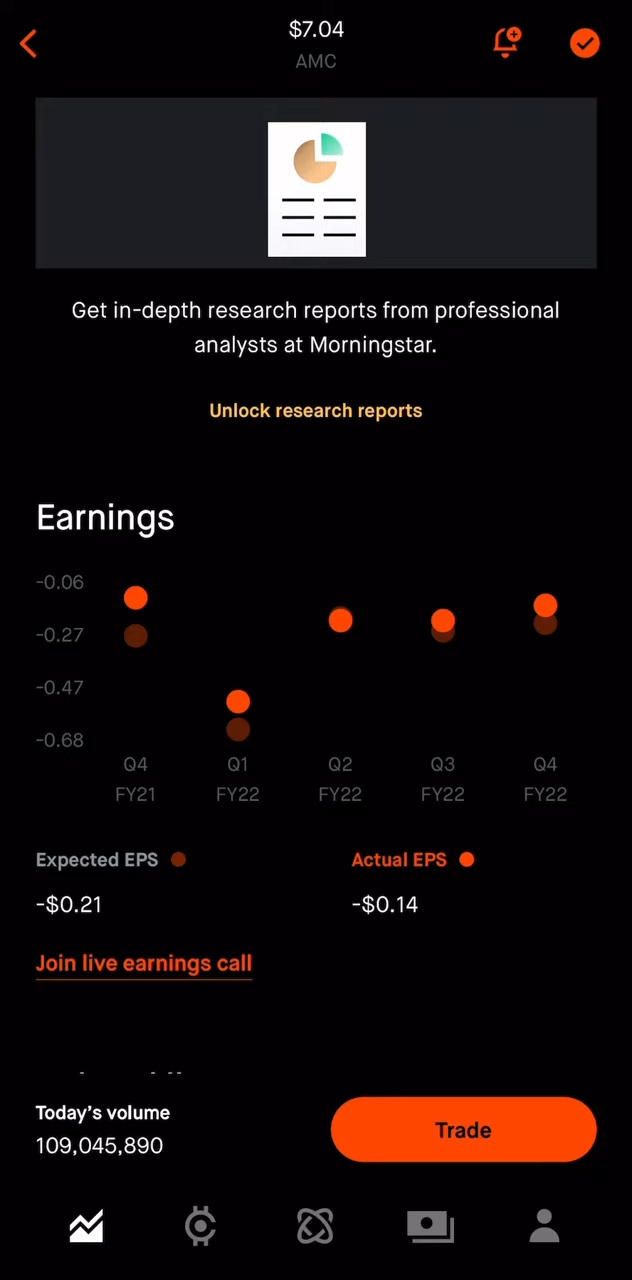 $7.04
AMC
Get in-depth research reports from professional
analysts at Morningstar.
Unlock research reports
Earnings
-0.06
-0.27
-0.47
-0.68
Q4 Q1 Q2 Q3 Q4
FY21 FY22 FY22 FY22 FY22
Expected EPS Actual EPS
-$0.21 -$0.14
Join live earnings call
Today's volume
109,045,890
Trade